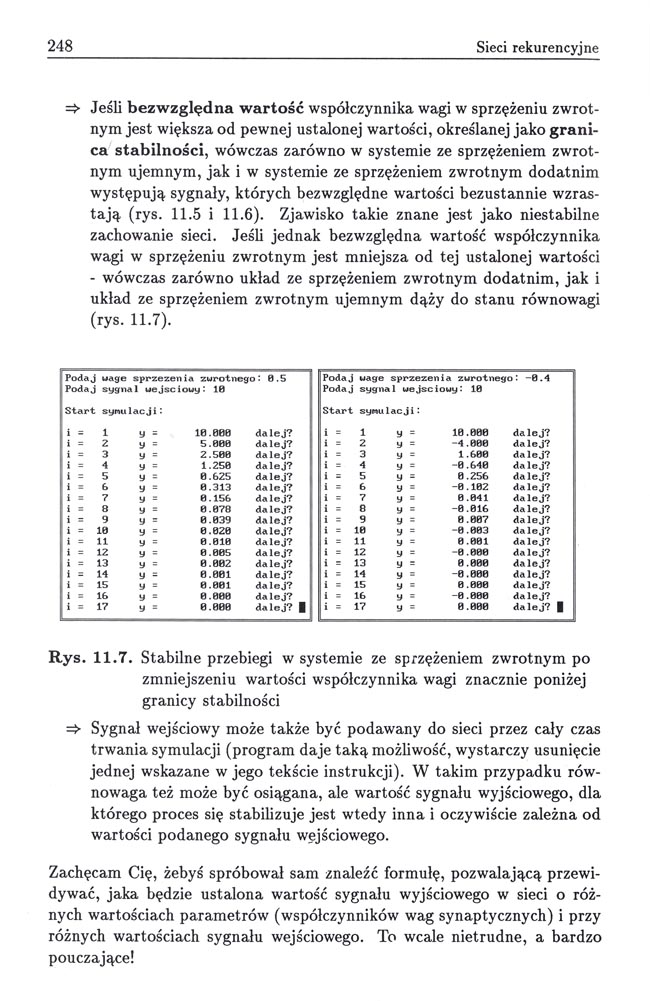 248 Sieci rekurencyjne
⇒ Jeśli bezwzględna wartość współczynnika wagi w sprzężeniu zwrot-
nym jest większa od pewnej ustalonej wartości, określanej jako grani-
ca stabilności, wówczas zarówno w systemie ze sprzężeniem zwrot-
nym ujemnym, jak i w systemie ze sprzężeniem zwrotnym dodatnim
występują sygnały, których bezwzględne wartości bezustannie wzras-
tają (rys. 11.5 i 11.6). Zjawisko takie znane jest jako niestabilne
zachowanie sieci. Jeśli jednak bezwzględna wartość współczynnika
wagi w sprzężeniu zwrotnym jest mniejsza od tej ustalonej wartości
- wówczas zarówno układ ze sprzężeniem zwrotnym dodatnim, jak i
układ ze sprzężeniem zwrotnym ujemnym dąży do stanu równowagi
(rys. 11.7).
Podaj wage sprzezenia zwrotnego: 0.5
Podaj sygnal wejsciowy: 10
Start symulacji:
i = 1 y = 10.000 dalej?
i = 2 y = 5.000 dalej?
i = 3 y = 2.500 dalej?
i = 4 y = 1.250 dalej?
i = 5 y = 0.625 dalej?
i = 6 y = 0.313 dalej?
i = 7 y = 0.156 dalej?
i = 8 y = 0.078 dalej?
i = 9 y = 0.039 dalej?
i = 10 y = 0.020 dalej?
i = 11 y = 0.010 dalej?
i = 12 y = 0.005 dalej?
i = 13 y = 0.002 dalej?
i = 14 y = 0.001 dalej?
i = 15 y = 0.001 dalej?
i = 16 y = 0.000 dalej?
i = 17 y = 0.000 dalej?
Podaj wage sprzezenia zwrotnego: -0.4
Podaj sygnal wejsciowy: 10
Start symulacji:
i = 1 y = 10.000 dalej?
i = 2 y = -4.000 dalej?
i = 3 y = 1.600 dalej?
i = 4 y = -0.640 dalej?
i = 5 y = 0.256 dalej?
i = 6 y = -0.102 dalej?
i = 7 y = 0.041 dalej?
i = 8 y = -0.016 dalej?
i = 9 y = 0.007 dalej?
i = 10 y = -0.003 dalej?
i = 11 y = 0.001 dalej?
i = 12 y = -0.000 dalej?
i = 13 y = 0.000 dalej?
i = 14 y = -0.000 dalej?
i = 15 y = 0.000 dalej?
i = 16 y = -0.000 dalej?
i = 17 y = 0.000 dalej?
Rys. 11.7. Stabilne przebiegi w systemie ze sprzężeniem zwrotnym po
zmniejszeniu wartości współczynnika wagi znacznie poniżej
granicy stabilności
⇒ Sygnał wejściowy może także być podawany do sieci przez cały czas
trwania symulacji (program daje taką możliwość, wystarczy usunięcie
jednej wskazane w jego tekście instrukcji). W takim przypadku rów-
nowaga też może być osiągana, ale wartość sygnału wyjściowego, dla
którego proces się stabilizuje jest wtedy inna i oczywiście zależna od
wartości podanego sygnału wejściowego.
Zachęcam Cię, żebyś spróbował sam znaleźć formułę, pozwalającą przewi-
dywać, jaka będzie ustalona wartość sygnału wyjściowego w sieci o róż-
nych wartościach parametrów (współczynników wag synaptycznych) i przy
różnych wartościach sygnału wejściowego. To wcale nietrudne, a bardzo
pouczające!